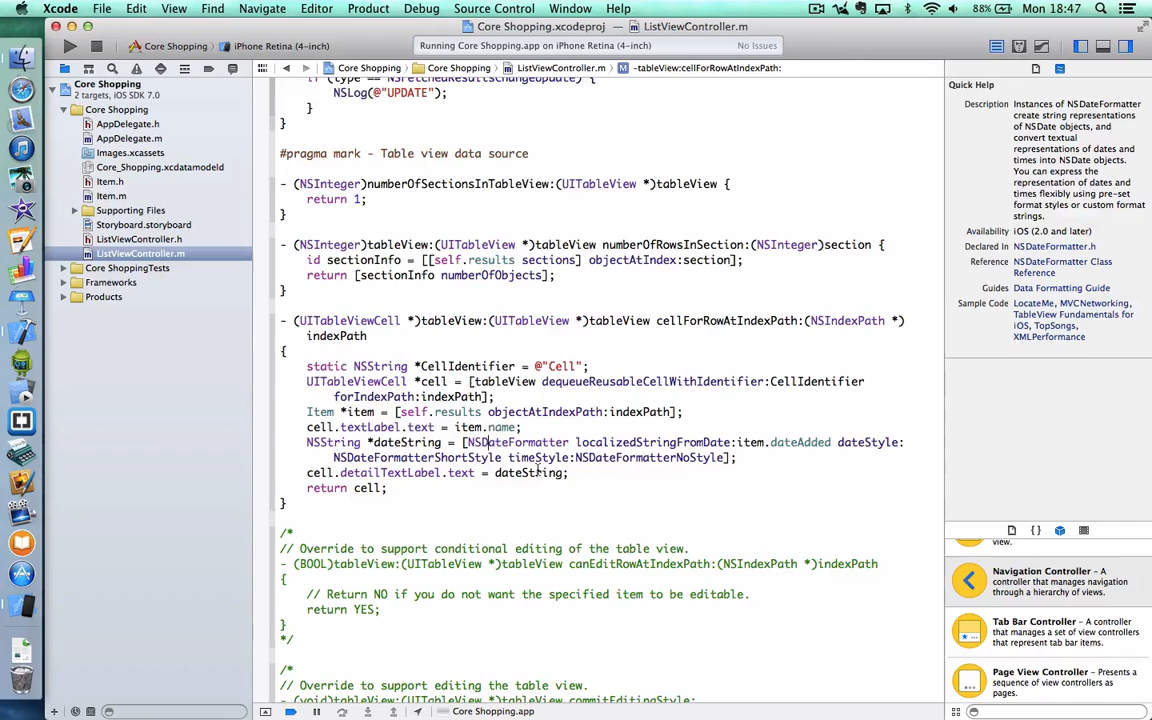 Xcode File Edit View Find Navigate Editor Product Debug Source Control Window Help 88% Mon 18:47
Core Shopping.xcodeproj — ListViewController.m
Core Shopping iPhone Retina (4-inch) Running Core Shopping.app on iPhone Retina (4-inch) No Issues
Core Shopping Core Shopping ListViewController.m -tableView:cellForRowAtIndexPath:
Core Shopping
2 targets, iOS SDK 7.0
Core Shopping
AppDelegate.h
AppDelegate.m
Images.xcassets
Core_Shopping.xcdatamodeld
Item.h
Item.m
Supporting Files
Storyboard.storyboard
ListViewController.h
ListViewController.m
Core ShoppingTests
Frameworks
Products
if (type == NSFetchedResultsChangeUpdate) {
NSLog(@"UPDATE");
}
}
#pragma mark - Table view data source
- (NSInteger)numberOfSectionsInTableView:(UITableView *)tableView {
return 1;
}
- (NSInteger)tableView:(UITableView *)tableView numberOfRowsInSection:(NSInteger)section {
id sectionInfo = [[self.results sections] objectAtIndex:section];
return [sectionInfo numberOfObjects];
}
- (UITableViewCell *)tableView:(UITableView *)tableView cellForRowAtIndexPath:(NSIndexPath *)
indexPath
{
static NSString *CellIdentifier = @"Cell";
UITableViewCell *cell = [tableView dequeueReusableCellWithIdentifier:CellIdentifier
forIndexPath:indexPath];
Item *item = [self.results objectAtIndexPath:indexPath];
cell.textLabel.text = item.name;
NSString *dateString = [NSDateFormatter localizedStringFromDate:item.dateAdded dateStyle:
NSDateFormatterShortStyle timeStyle:NSDateFormatterNoStyle];
cell.detailTextLabel.text = dateString;
return cell;
}
/*
// Override to support conditional editing of the table view.
- (BOOL)tableView:(UITableView *)tableView canEditRowAtIndexPath:(NSIndexPath *)indexPath
{
// Return NO if you do not want the specified item to be editable.
return YES;
}
*/
/*
// Override to support editing the table view.
- (void)tableView:(UITableView *)tableView commitEditingStyle:
Core Shopping.app
Quick Help
Description Instances of NSDateFormatter
create string representations
of NSDate objects, and
convert textual
representations of dates and
times into NSDate objects.
You can express the
representation of dates and
times flexibly using pre-set
format styles or custom format
strings.
Availability iOS (2.0 and later)
Declared In NSDateFormatter.h
Reference NSDateFormatter Class
Reference
Guides Data Formatting Guide
Sample Code LocateMe, MVCNetworking,
TableView Fundamentals for
iOS, TopSongs,
XMLPerformance
view.
Navigation Controller - A
controller that manages navigation
through a hierarchy of views.
Tab Bar Controller - A controller
that manages a set of view controllers
that represent tab bar items.
Page View Controller - Presents a
sequence of view controllers as
pages.